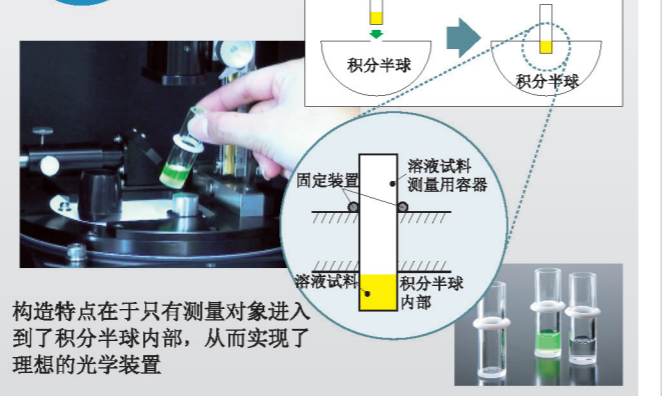 积分半球
积分半球
溶液试料
测量用容器
固定装置
溶液试料
积分半球
内部
构造特点在于只有测量对象进入
到了积分半球内部，从而实现了
理想的光学装置